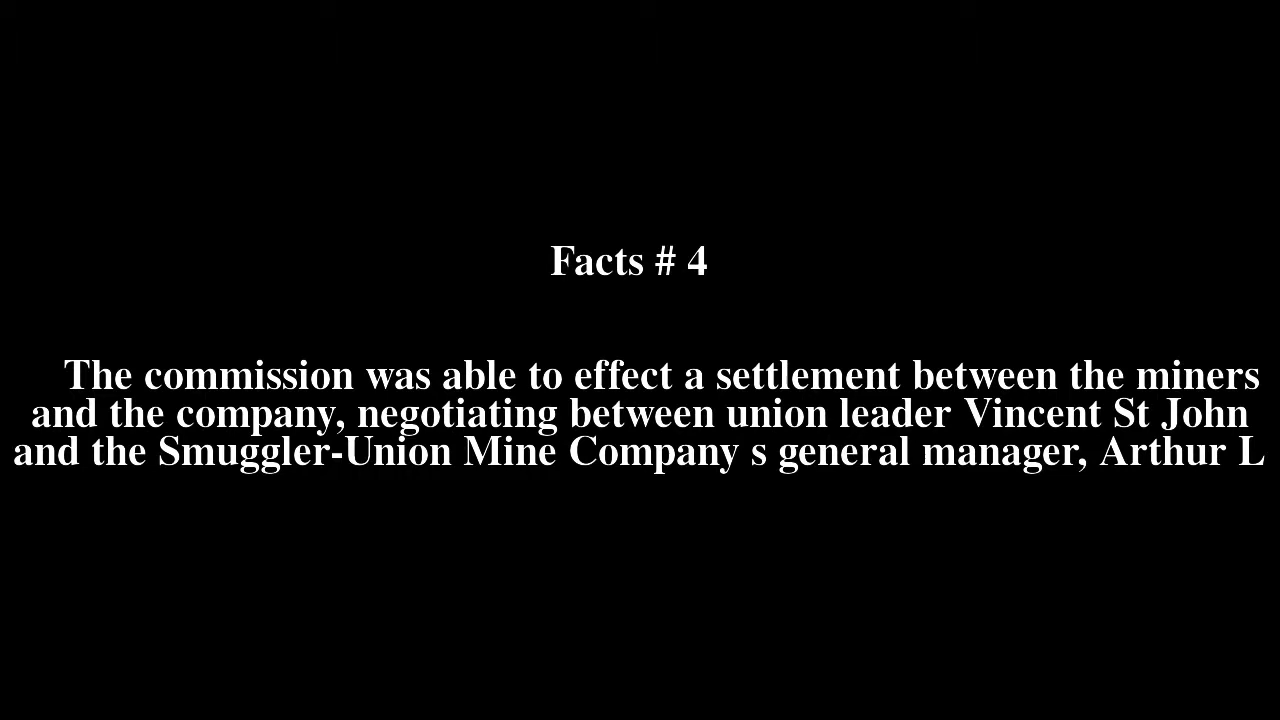 Facts # 4
The commission was able to effect a settlement between the miners
and the company, negotiating between union leader Vincent St John
and the Smuggler-Union Mine Company s general manager, Arthur L